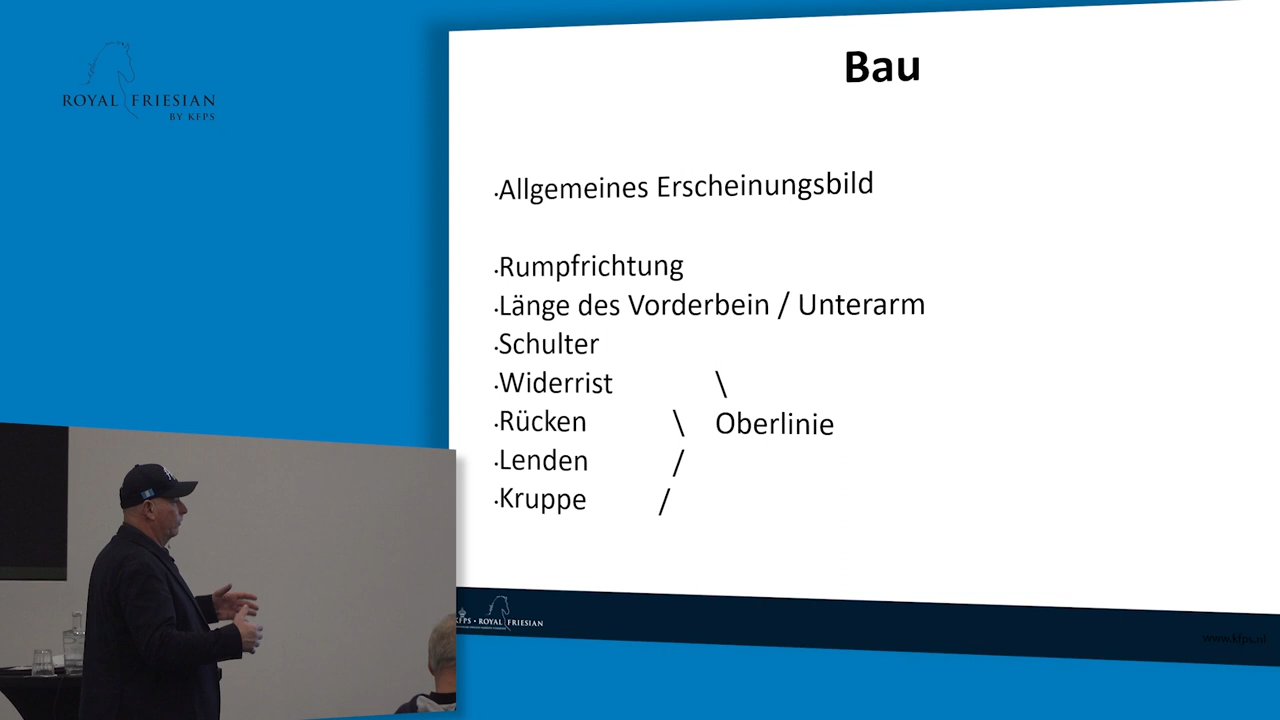 ROYAL FRIESIAN
BY KFPS
Bau
·Allgemeines Erscheinungsbild
·Rumpfrichtung
·Länge des Vorderbein / Unterarm
·Schulter
·Widerrist \
·Rücken \ Oberlinie
·Lenden /
·Kruppe /
KFPS • ROYAL FRIESIAN
www.kfps.nl